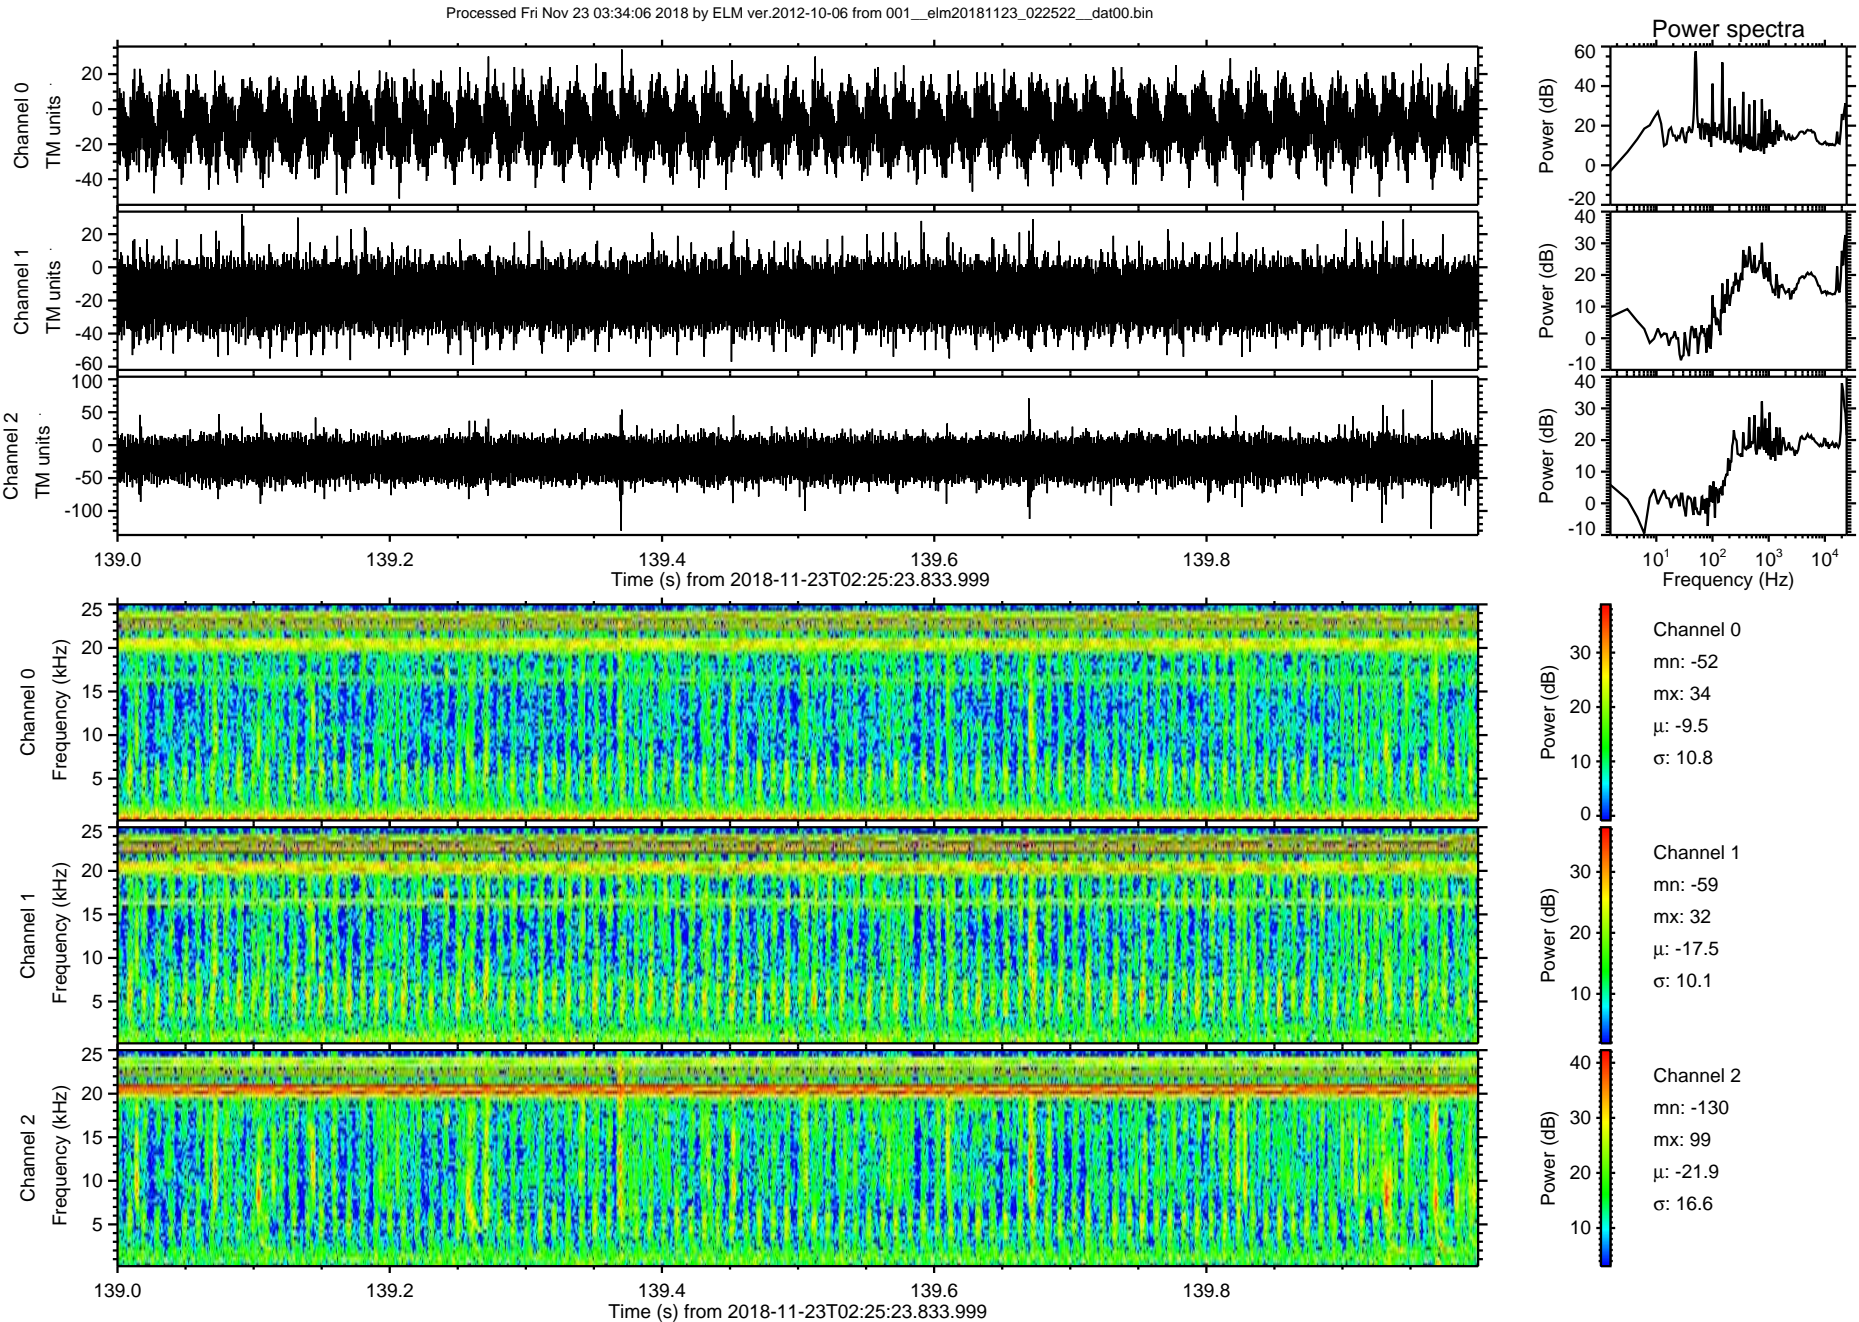 Processed Fri Nov 23 03:34:06 2018 by ELM ver.2012-10-06 from 001__elm20181123_022522__dat00.bin
Power spectra
Channel 0
TM units
20
0
-20
-40
Power (dB)
60
40
20
0
-20
Channel 1
TM units
20
0
-20
-40
-60
Power (dB)
40
30
20
10
0
-10
Channel 2
TM units
100
50
0
-50
-100
Power (dB)
40
30
20
10
0
-10
139.0 139.2 139.4 139.6 139.8
Time (s) from 2018-11-23T02:25:23.833.999
10^1 10^2 10^3 10^4
Frequency (Hz)
Channel 0
Frequency (kHz)
25
20
15
10
5
Power (dB)
30
20
10
0
Channel 0
mn: -52
mx: 34
μ: -9.5
σ: 10.8
Channel 1
Frequency (kHz)
25
20
15
10
5
Power (dB)
30
20
10
Channel 1
mn: -59
mx: 32
μ: -17.5
σ: 10.1
Channel 2
Frequency (kHz)
25
20
15
10
5
Power (dB)
40
30
20
10
Channel 2
mn: -130
mx: 99
μ: -21.9
σ: 16.6
139.0 139.2 139.4 139.6 139.8
Time (s) from 2018-11-23T02:25:23.833.999